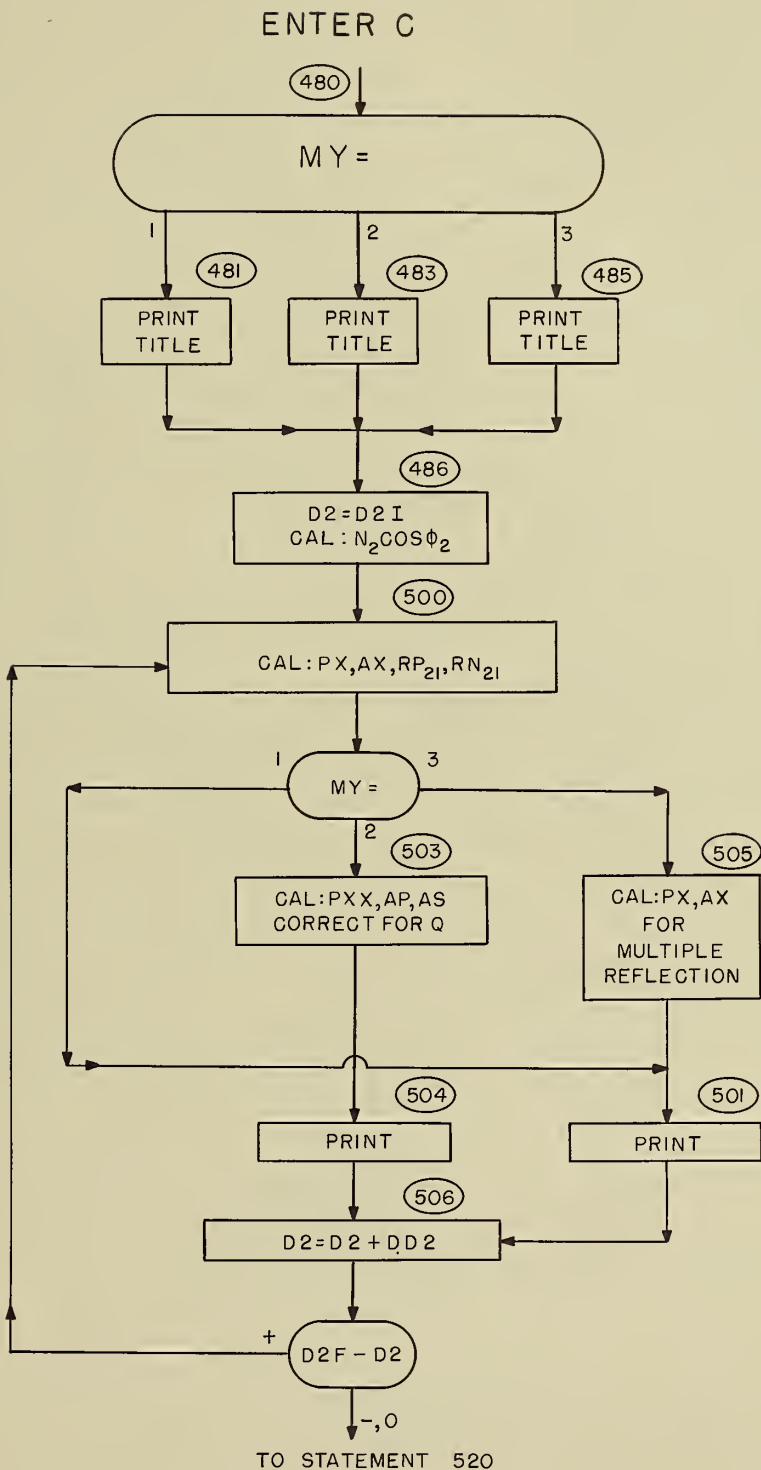 ENTER C
480
MY=
1
2
3
481
483
485
PRINT
TITLE
PRINT
TITLE
PRINT
TITLE
486
D2=D2I
CAL: N₂COSΦ₂
500
CAL: PX, AX, RP₂₁, RN₂₁
1
3
MY=
2
503
505
CAL: PXX, AP, AS
CORRECT FOR Q
CAL: PX, AX
FOR
MULTIPLE
REFLECTION
504
501
PRINT
PRINT
506
D2=D2+DD2
+
D2F-D2
-,0
TO STATEMENT 520